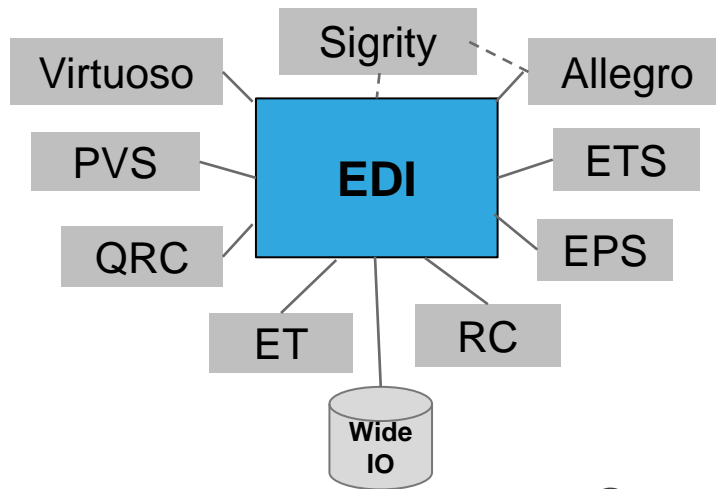 Sigrity
Virtuoso
Allegro
PVS
EDI
ETS
QRC
EPS
ET
RC
Wide
IO